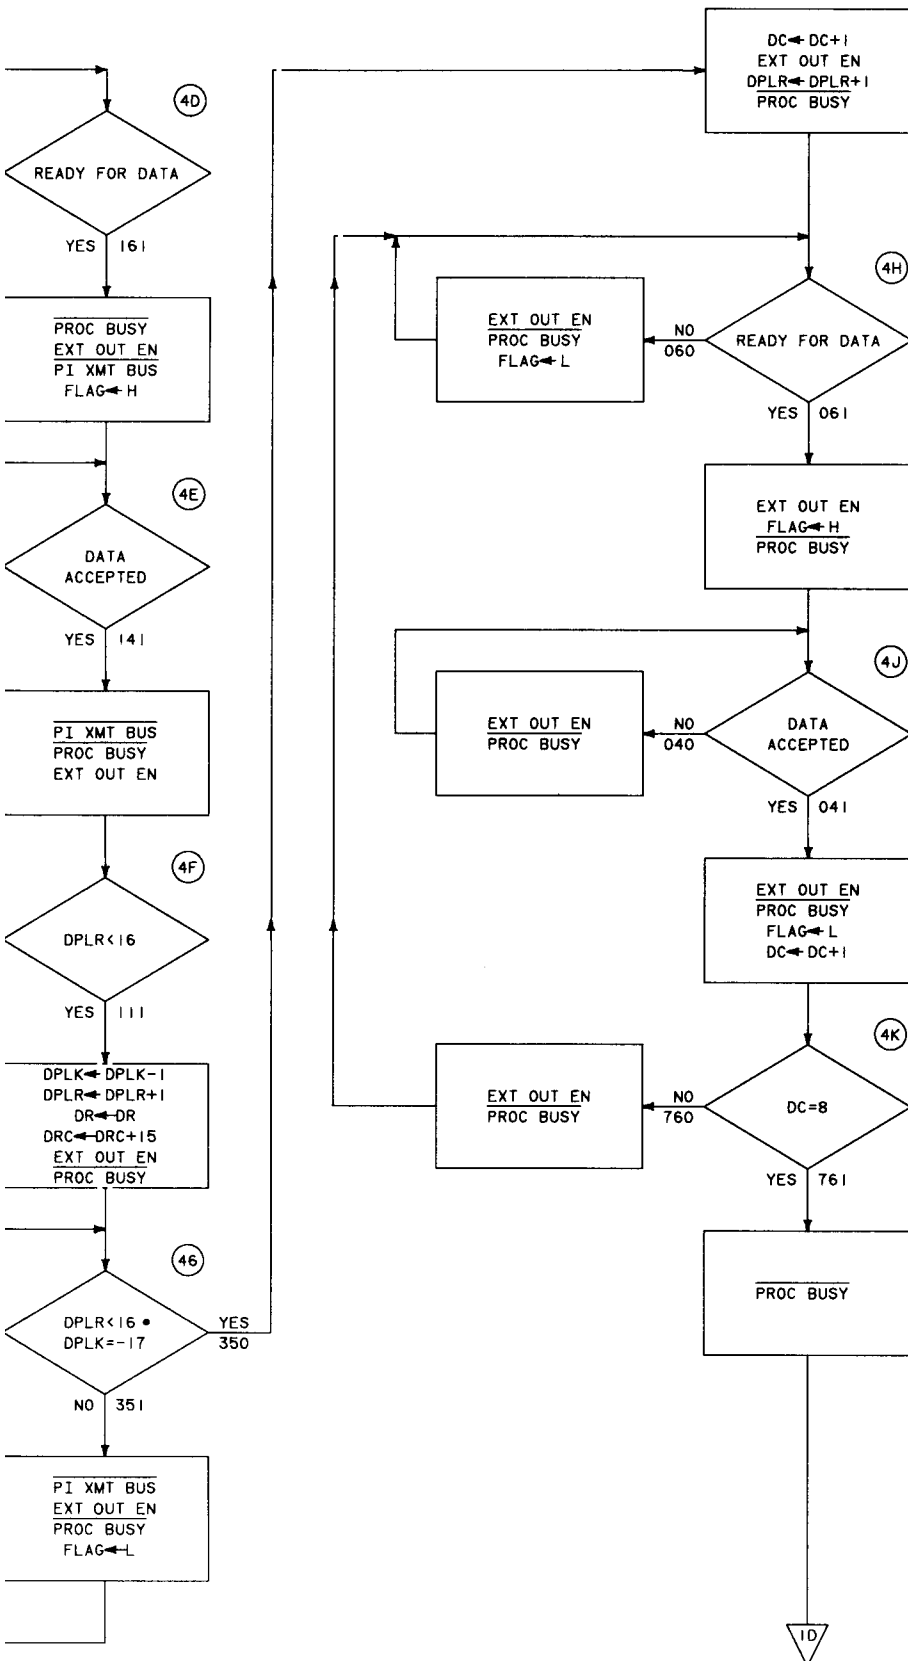 4D
READY FOR DATA
YES 161
PROC BUSY
EXT OUT EN
PI XMT BUS
FLAG←H
4E
DATA
ACCEPTED
YES 141
PI XMT BUS
PROC BUSY
EXT OUT EN
4F
DPLR<16
YES 111
DPLK←DPLK-1
DPLR←DPLR+1
DR←DR
DRC←DRC+15
EXT OUT EN
PROC BUSY
46
DPLR<16 •
DPLK=-17
YES
350
NO 351
PI XMT BUS
EXT OUT EN
PROC BUSY
FLAG←L
DC←DC+1
EXT OUT EN
DPLR←DPLR+1
PROC BUSY
4H
READY FOR DATA
NO
060
EXT OUT EN
PROC BUSY
FLAG←L
YES 061
EXT OUT EN
FLAG←H
PROC BUSY
4J
DATA
ACCEPTED
NO
040
EXT OUT EN
PROC BUSY
YES 041
EXT OUT EN
PROC BUSY
FLAG←L
DC←DC+1
4K
DC=8
NO
760
EXT OUT EN
PROC BUSY
YES 761
PROC BUSY
1D